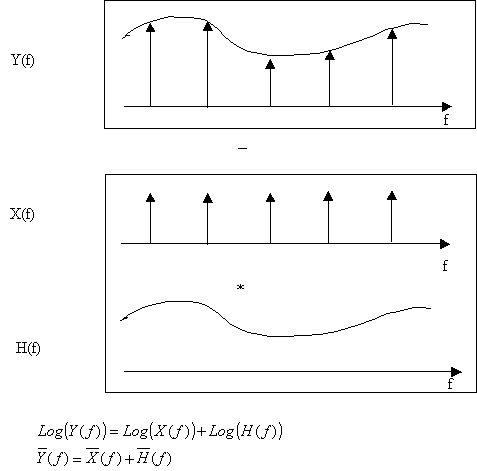 Y(f)
f
_
X(f)
f
*
H(f)
f
Log(Y(f)) = Log(X(f)) + Log(H(f))
Y̅(f) = X̅(f) + H̅(f)